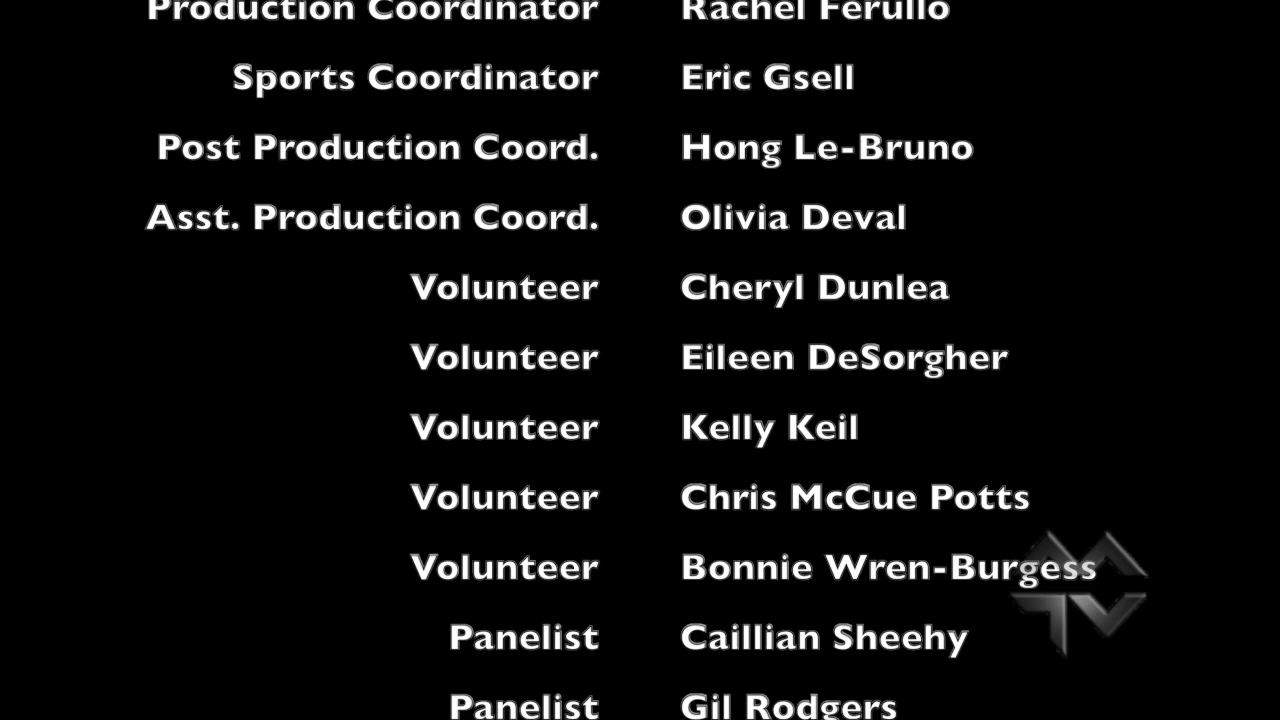 Production Coordinator Rachel Ferullo
Sports Coordinator Eric Gsell
Post Production Coord. Hong Le-Bruno
Asst. Production Coord. Olivia Deval
Volunteer Cheryl Dunlea
Volunteer Eileen DeSorgher
Volunteer Kelly Keil
Volunteer Chris McCue Potts
Volunteer Bonnie Wren-Burgess
Panelist Caillian Sheehy
Panelist Gil Rodgers